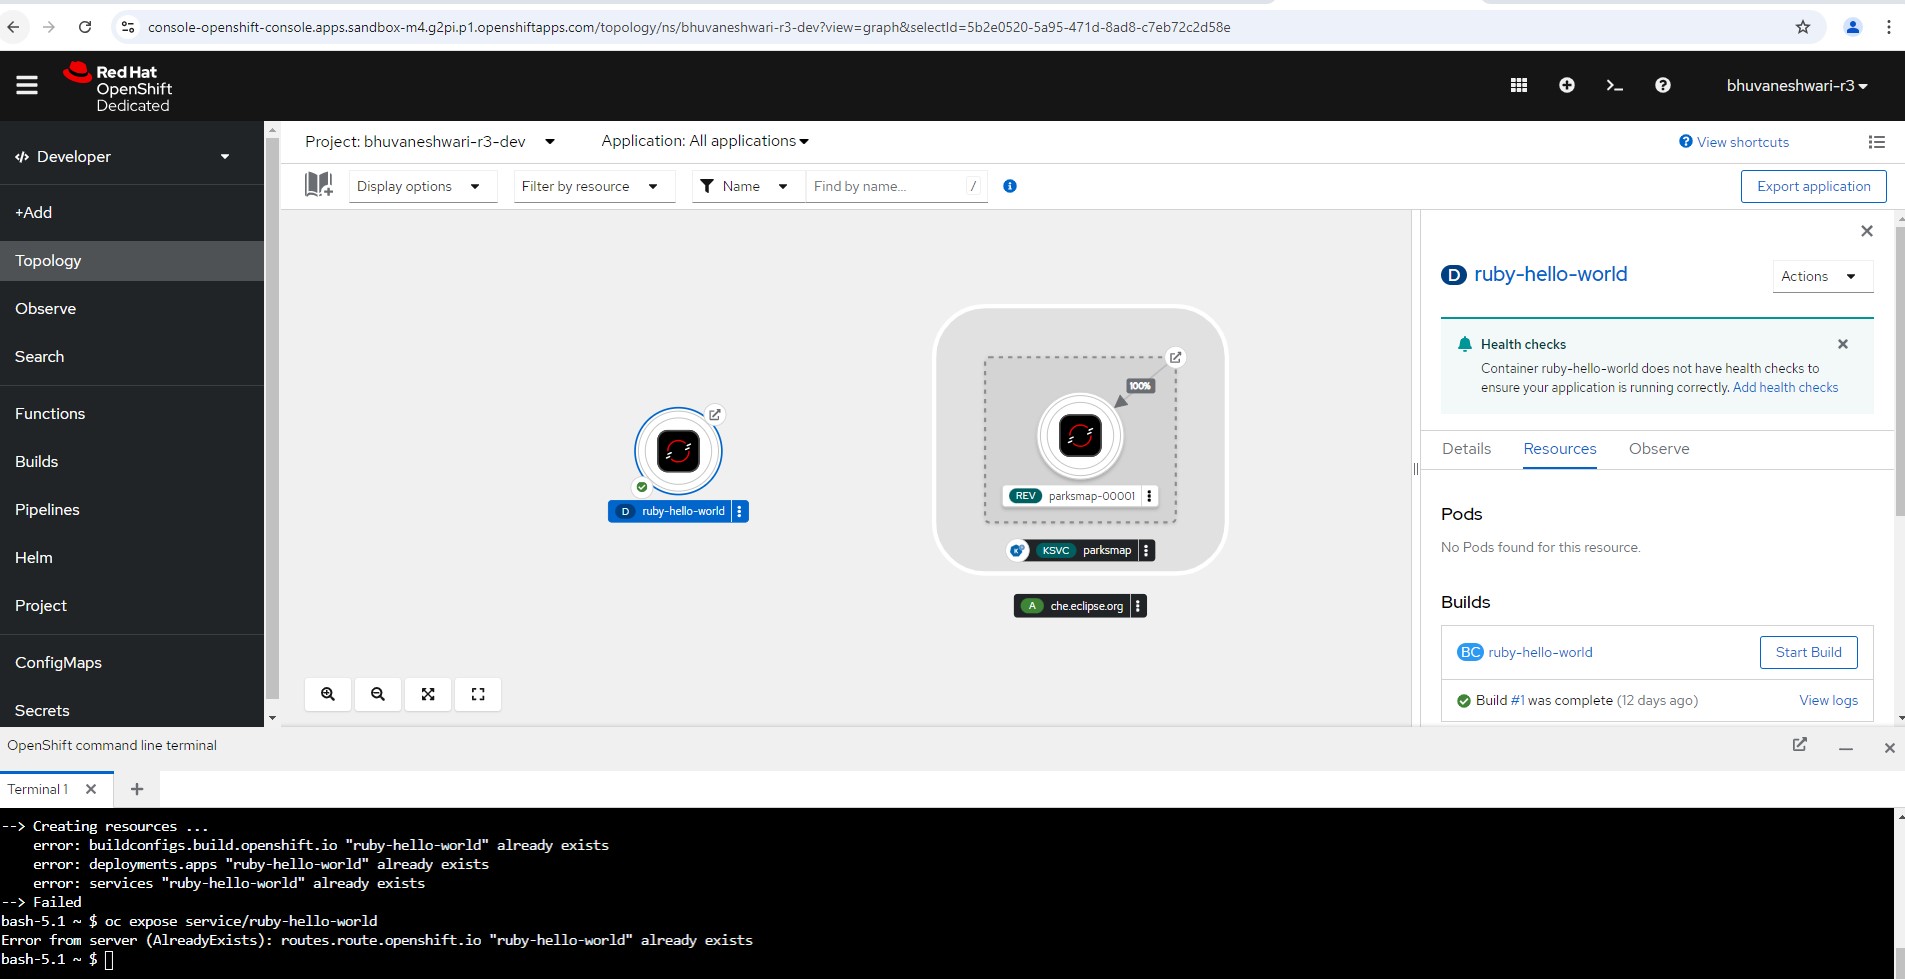 console-openshift-console.apps.sandbox-m4.g2pi.p1.openshiftapps.com/topology/ns/bhuvaneshwari-r3-dev?view=graph&selectId=5b2e0520-5a95-471d-8ad8-c7eb72c2d58e
Red Hat
OpenShift
Dedicated
bhuvaneshwari-r3
Developer
+Add
Topology
Observe
Search
Functions
Builds
Pipelines
Helm
Project
ConfigMaps
Secrets
Project: bhuvaneshwari-r3-dev
Application: All applications
View shortcuts
Display options
Filter by resource
Name
Find by name...
/
Export application
D ruby-hello-world
100%
REV parksmap-00001
KSVC parksmap
A che.eclipse.org
D ruby-hello-world
Actions
Health checks
Container ruby-hello-world does not have health checks to
ensure your application is running correctly. Add health checks
Details
Resources
Observe
Pods
No Pods found for this resource.
Builds
BC ruby-hello-world
Start Build
Build #1 was complete (12 days ago)
View logs
OpenShift command line terminal
Terminal 1
--> Creating resources ...
error: buildconfigs.build.openshift.io "ruby-hello-world" already exists
error: deployments.apps "ruby-hello-world" already exists
error: services "ruby-hello-world" already exists
--> Failed
bash-5.1 ~ $ oc expose service/ruby-hello-world
Error from server (AlreadyExists): routes.route.openshift.io "ruby-hello-world" already exists
bash-5.1 ~ $